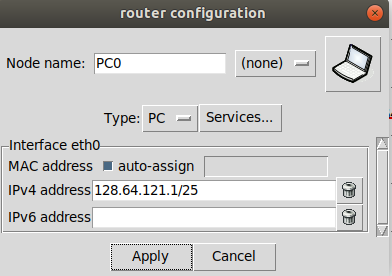 router configuration
Node name: PC0 (none)
Type: PC Services...
Interface eth0
MAC address auto-assign
IPv4 address 128.64.121.1/25
IPv6 address
Apply Cancel